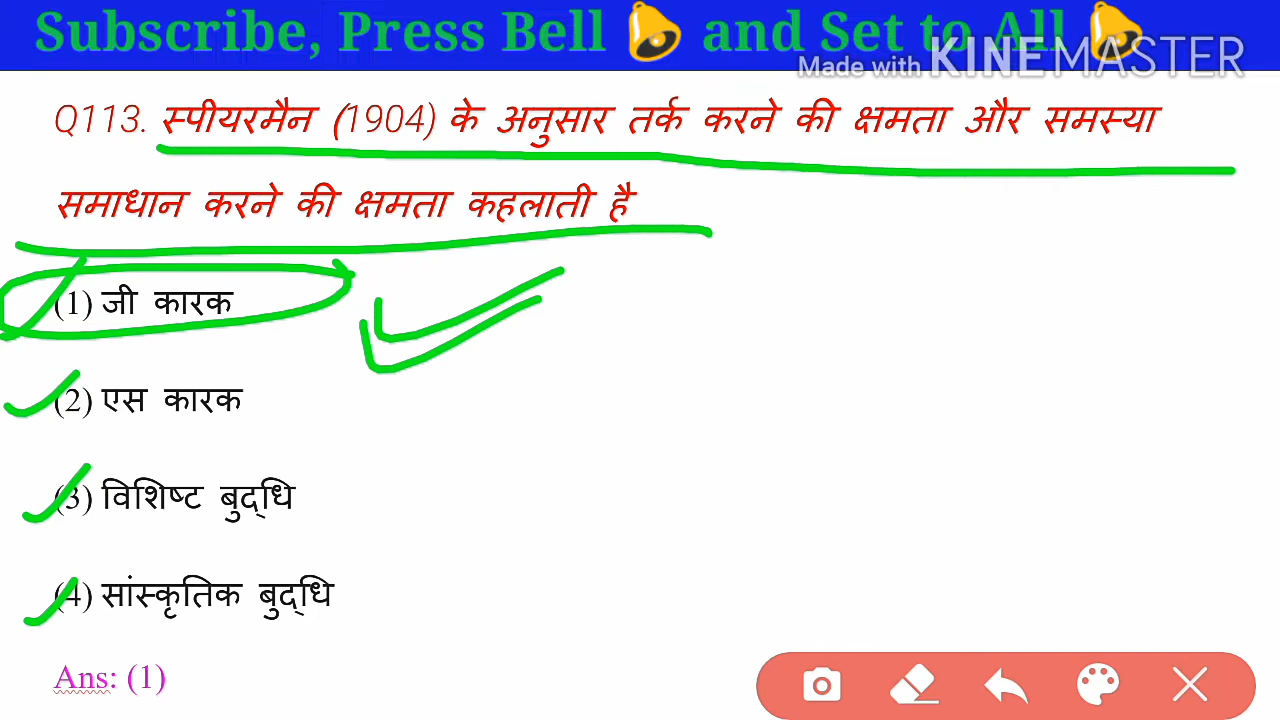 Subscribe, Press Bell 🔔 and Set to All 🔔
Made with KINEMASTER
Q113. स्पीयरमैन (1904) के अनुसार तर्क करने की क्षमता और समस्या
समाधान करने की क्षमता कहलाती है
(1) जी कारक
(2) एस कारक
(3) विशिष्ट बुद्धि
(4) सांस्कृतिक बुद्धि
Ans: (1)